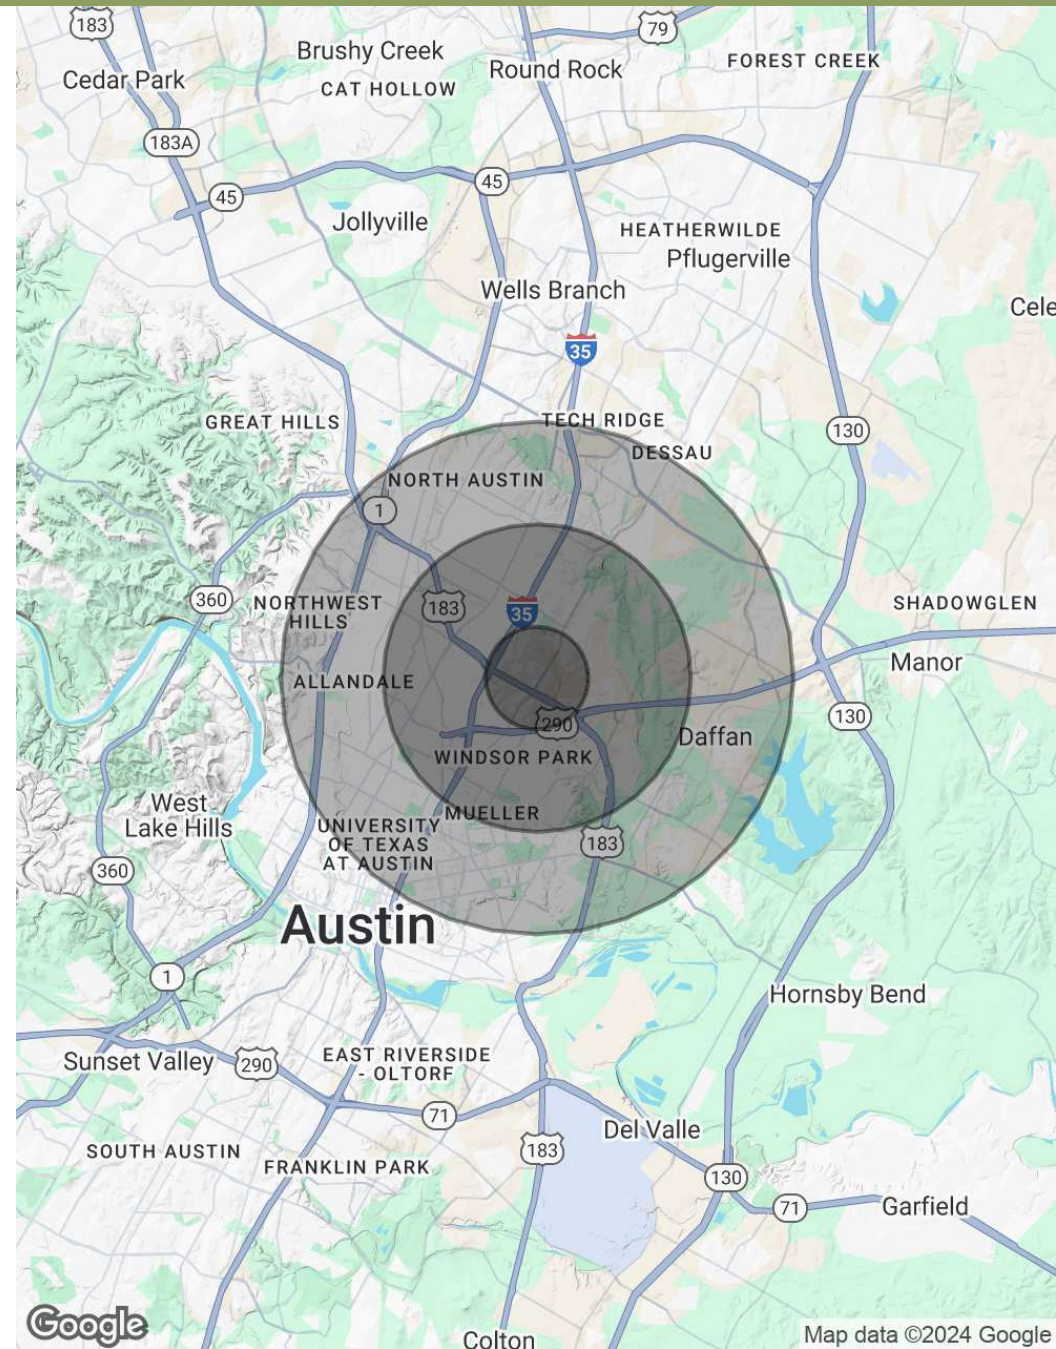 183
79
Brushy Creek
Round Rock
FOREST CREEK
Cedar Park
CAT HOLLOW
183A
45
45
Jollyville
HEATHERWILDE
Pflugerville
Wells Branch
Cele
35
GREAT HILLS
TECH RIDGE
130
DESSAU
NORTH AUSTIN
1
360
NORTHWEST
HILLS
183
35
SHADOWGLEN
Manor
ALLANDALE
290
130
Daffan
WINDSOR PARK
West
Lake Hills
MUELLER
UNIVERSITY
OF TEXAS
AT AUSTIN
183
360
Austin
1
Hornsby Bend
Sunset Valley
290
EAST RIVERSIDE
- OLTORF
71
Del Valle
SOUTH AUSTIN
183
FRANKLIN PARK
130
71
Garfield
Google
Colton
Map data ©2024 Google